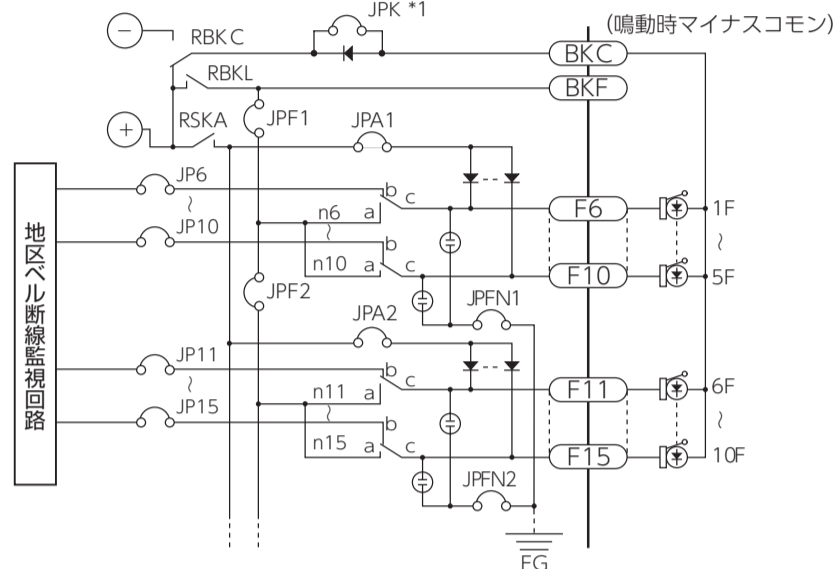 JPK *1
(鳴動時マイナスコモン)
−
RBKC
BKC
RBKL
BKF
+
RSKA
JPF1
JPA1
JP6
b
c
F6
1F
〜
n6
a
〜
〜
JP10
b
n10
a
c
F10
5F
JPF2
JPFN1
JPA2
地区ベル断線監視回路
JP11
b
c
F11
6F
〜
n11
a
〜
〜
JP15
b
n15
a
c
F15
10F
JPFN2
EG